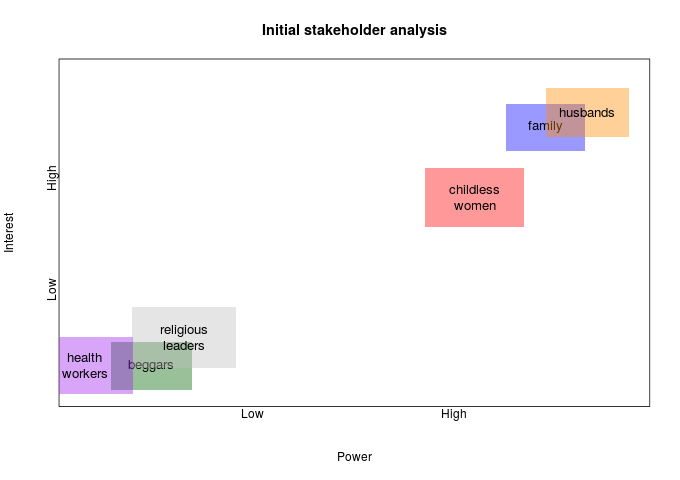 Initial stakeholder analysis
husbands
family
childless
women
High
Interest
Low
religious
leaders
health
workers
beggars
Low
High
Power